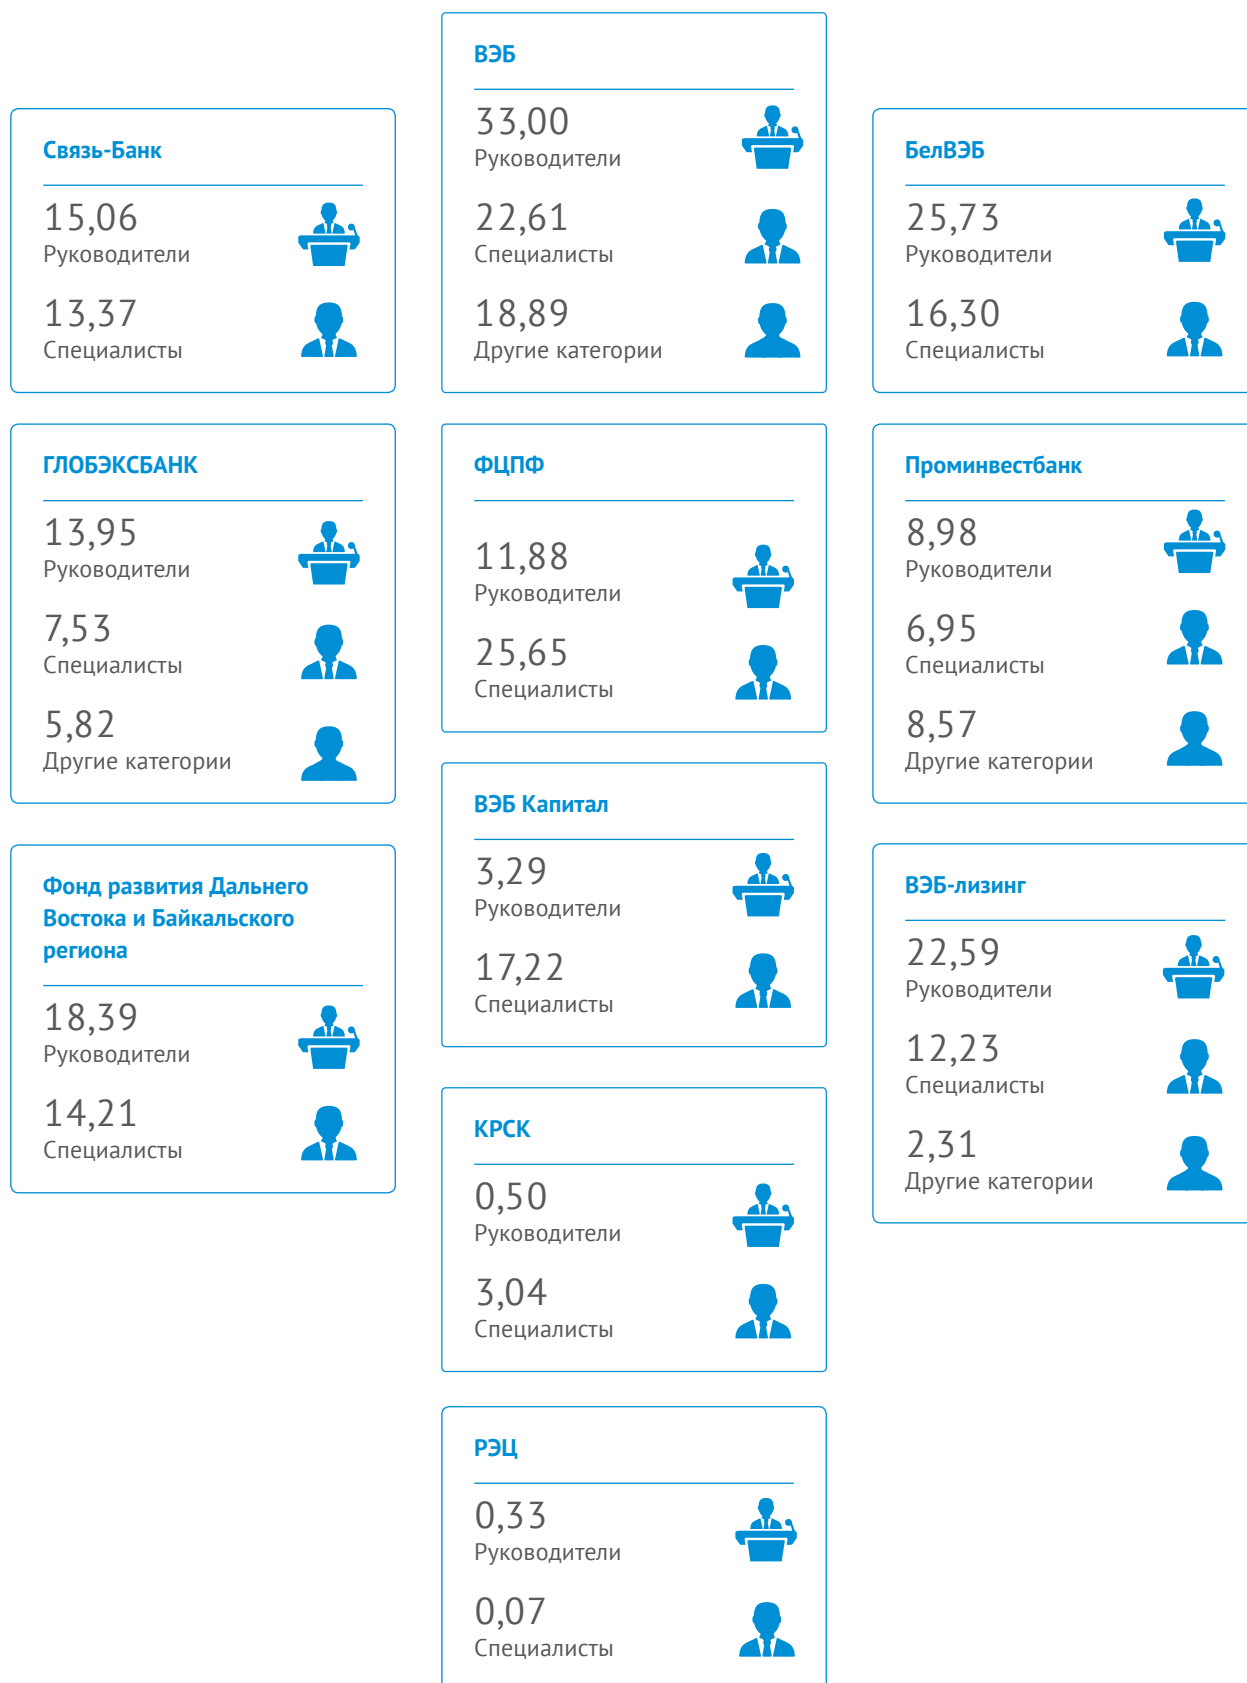 ВЭБ
33,00
Руководители
22,61
Специалисты
18,89
Другие категории
Связь-Банк
15,06
Руководители
13,37
Специалисты
БелВЭБ
25,73
Руководители
16,30
Специалисты
ГЛОБЭКСБАНК
13,95
Руководители
7,53
Специалисты
5,82
Другие категории
ФЦПФ
11,88
Руководители
25,65
Специалисты
Проминвестбанк
8,98
Руководители
6,95
Специалисты
8,57
Другие категории
ВЭБ Капитал
3,29
Руководители
17,22
Специалисты
Фонд развития Дальнего
Востока и Байкальского
региона
18,39
Руководители
14,21
Специалисты
ВЭБ-лизинг
22,59
Руководители
12,23
Специалисты
2,31
Другие категории
КРСК
0,50
Руководители
3,04
Специалисты
РЭЦ
0,33
Руководители
0,07
Специалисты